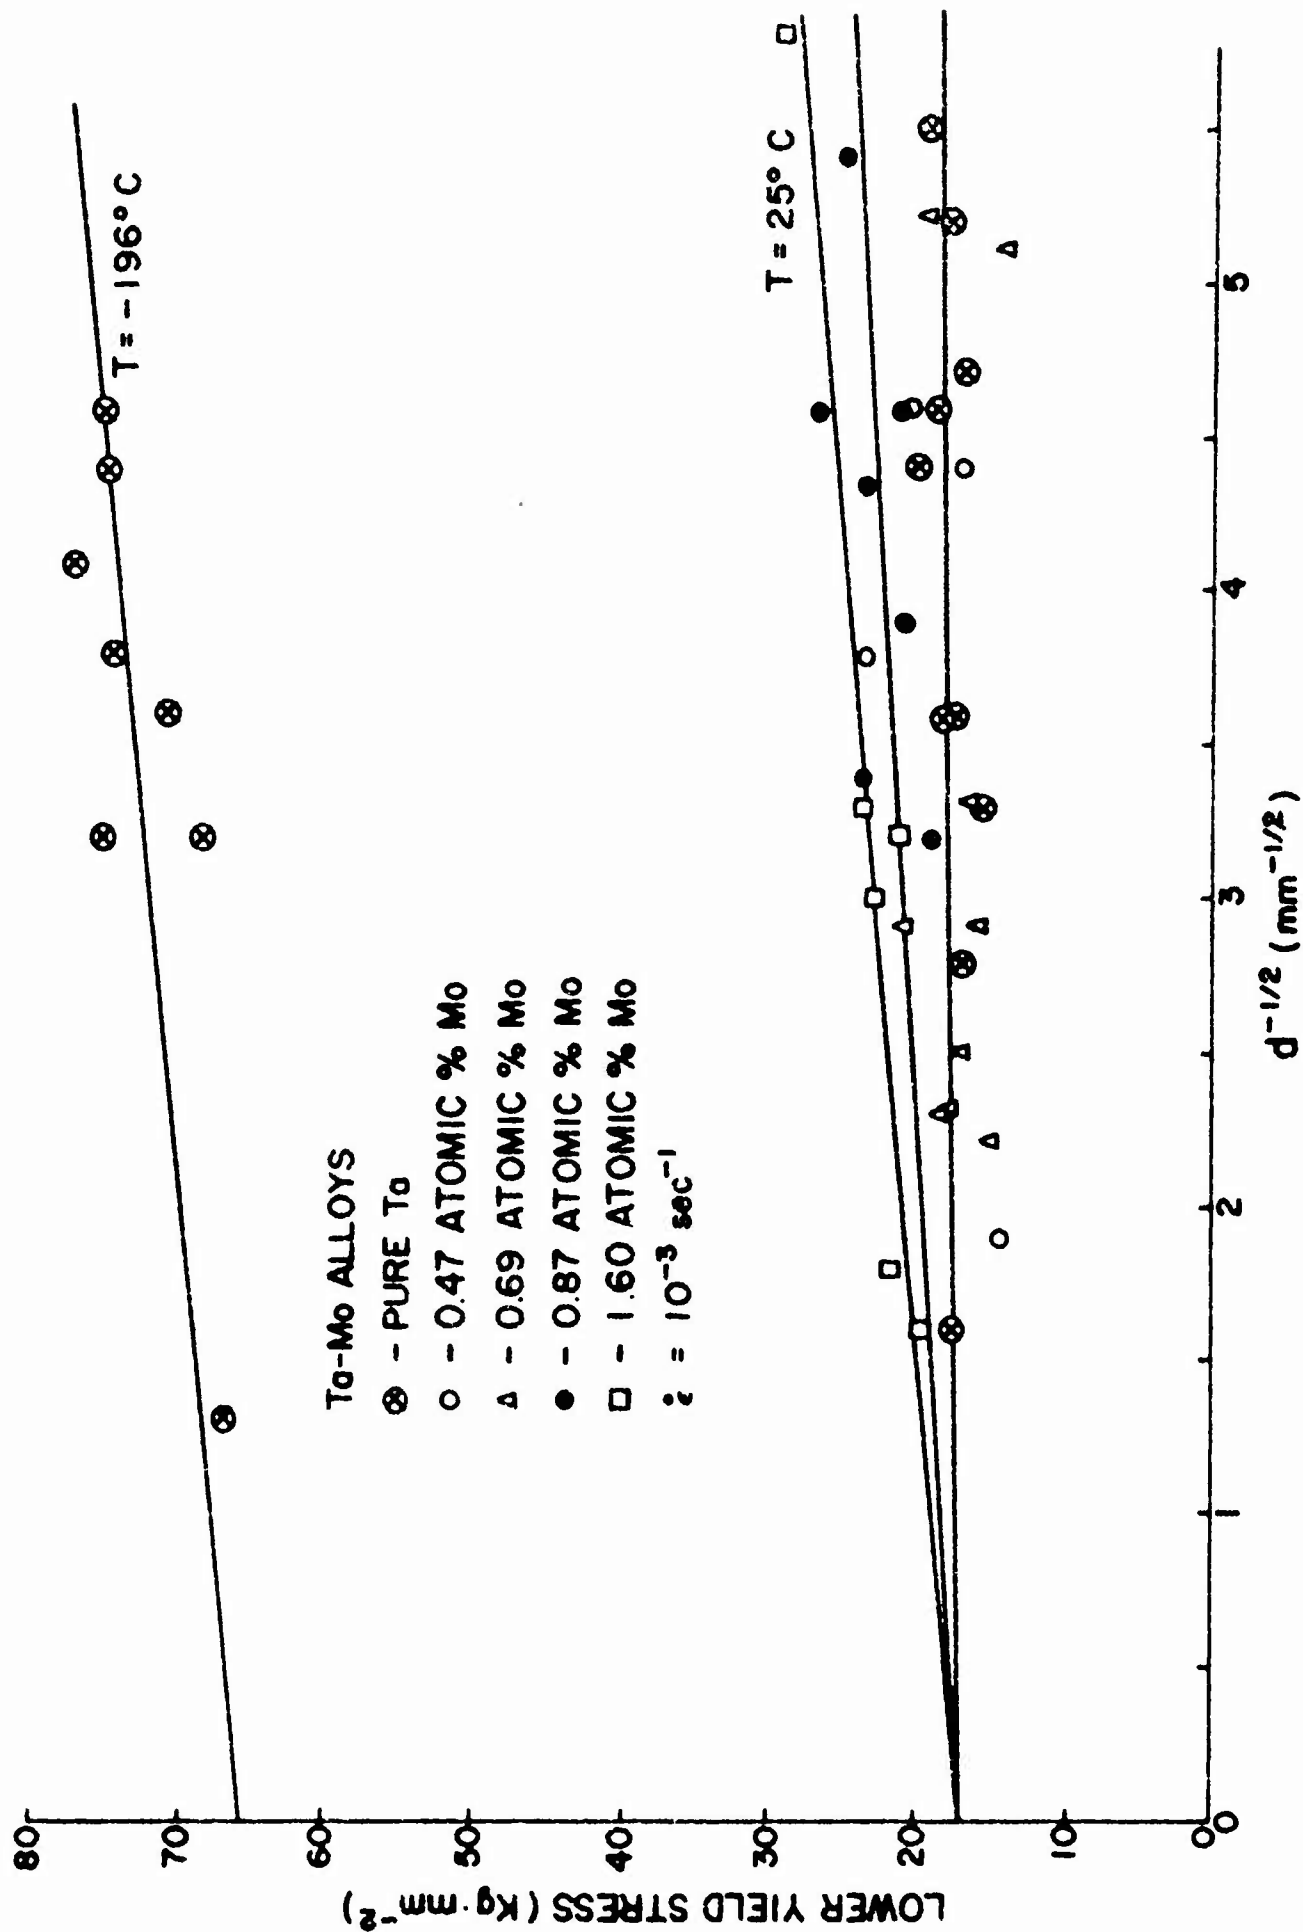 80
70
60
50
40
30
20
10
0
LOWER YIELD STRESS (Kg·mm⁻²)
T = -196° C
T = 25° C
Ta-Mo ALLOYS
⊗ - PURE Ta
○ - 0.47 ATOMIC % Mo
△ - 0.69 ATOMIC % Mo
● - 0.87 ATOMIC % Mo
□ - 1.60 ATOMIC % Mo
ε̇ = 10⁻³ sec⁻¹
0 1 2 3 4 5
d⁻¹/² (mm⁻¹/²)